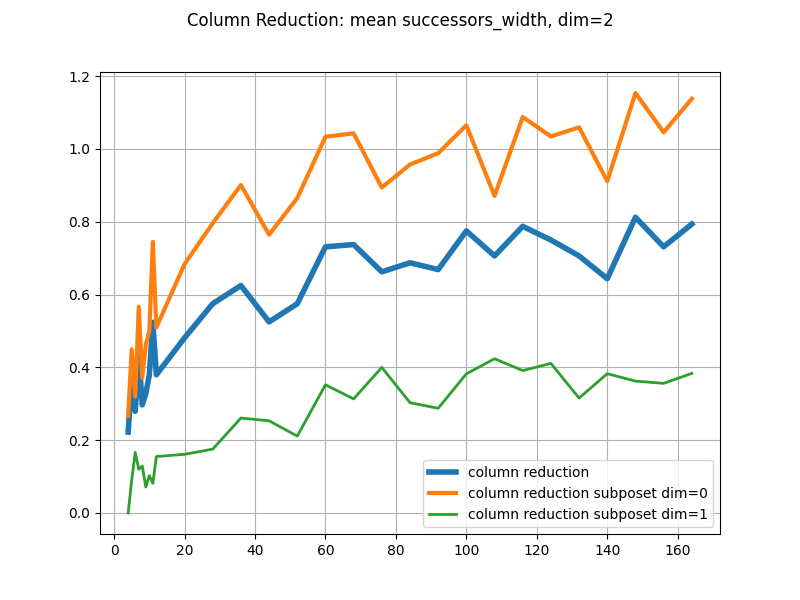 Column Reduction: mean successors_width, dim=2
1.2
1.0
0.8
0.6
0.4
0.2
0.0
column reduction
column reduction subposet dim=0
column reduction subposet dim=1
0 20 40 60 80 100 120 140 160